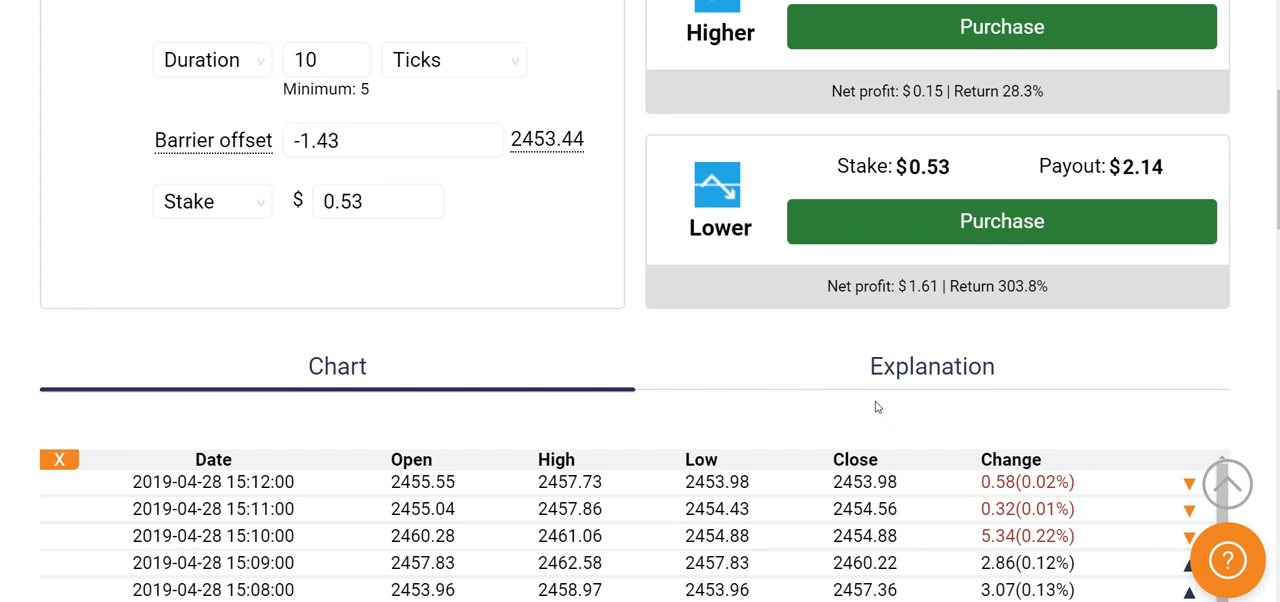 Higher
Purchase
Net profit: $ 0.15 | Return 28.3%
Duration 10 Ticks
Minimum: 5
Barrier offset -1.43 2453.44
Stake $ 0.53
Stake: $ 0.53 Payout: $ 2.14
Lower
Purchase
Net profit: $ 1.61 | Return 303.8%
Chart Explanation
X Date Open High Low Close Change
2019-04-28 15:12:00 2455.55 2457.73 2453.98 2453.98 0.58(0.02%)
2019-04-28 15:11:00 2455.04 2457.86 2454.43 2454.56 0.32(0.01%)
2019-04-28 15:10:00 2460.28 2461.06 2454.88 2454.88 5.34(0.22%)
2019-04-28 15:09:00 2457.83 2462.58 2457.83 2460.22 2.86(0.12%)
2019-04-28 15:08:00 2453.96 2458.97 2453.96 2457.36 3.07(0.13%)
?